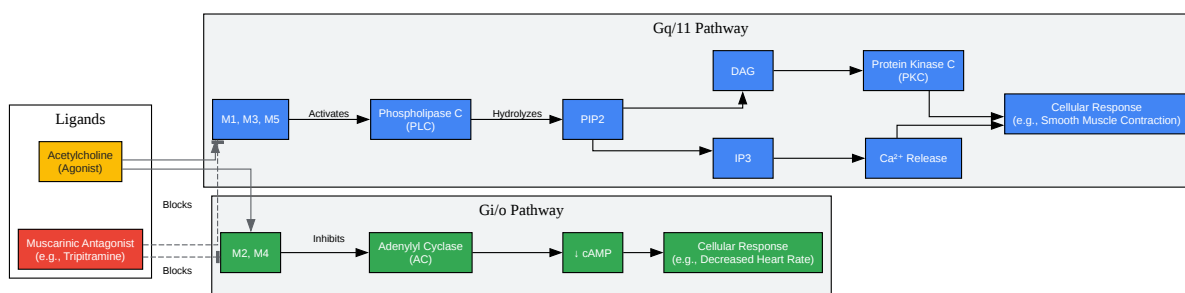 Gq/11 Pathway
DAG
Protein Kinase C
(PKC)
M1, M3, M5
Activates
Phospholipase C
(PLC)
Hydrolyzes
PIP2
Cellular Response
(e.g., Smooth Muscle Contraction)
IP3
Ca²⁺ Release
Ligands
Acetylcholine
(Agonist)
Muscarinic Antagonist
(e.g., Tripitramine)
Blocks
Blocks
Gi/o Pathway
M2, M4
Inhibits
Adenylyl Cyclase
(AC)
↓ cAMP
Cellular Response
(e.g., Decreased Heart Rate)